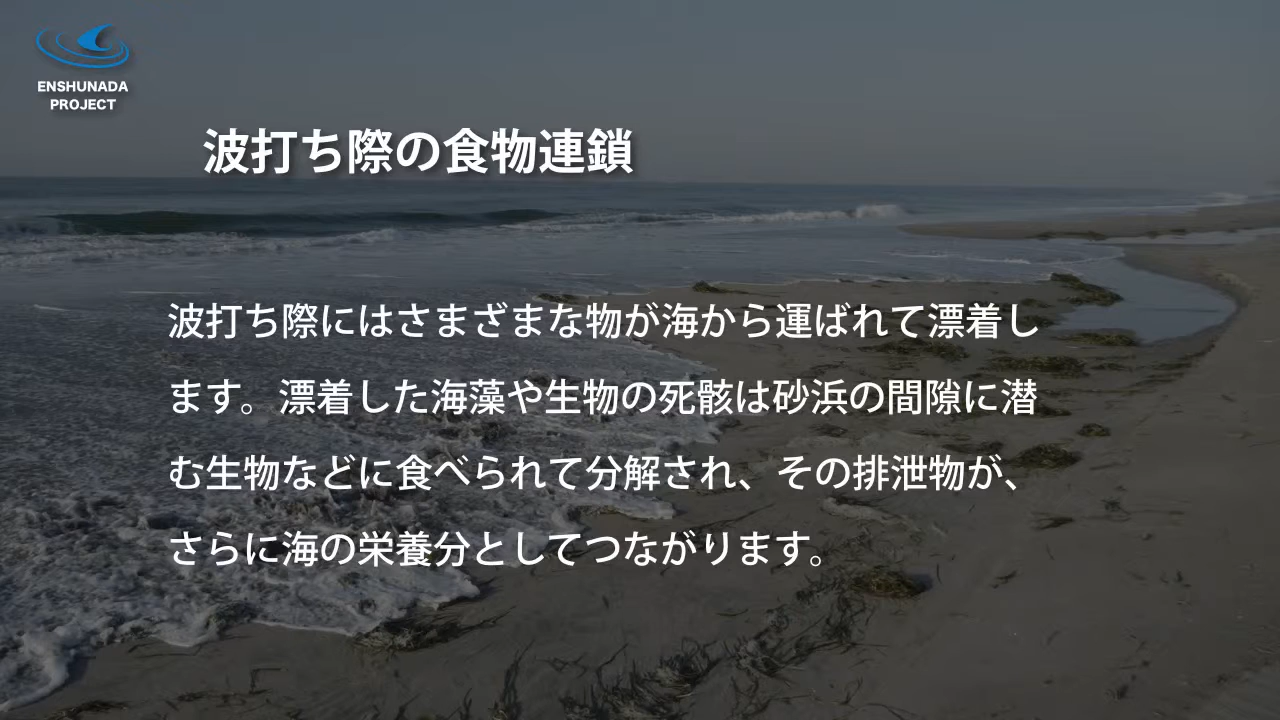 ENSHUNADA
PROJECT
波打ち際の食物連鎖
波打ち際にはさまざまな物が海から運ばれて漂着し
ます。漂着した海藻や生物の死骸は砂浜の間隙に潜
む生物などに食べられて分解され、その排泄物が、
さらに海の栄養分としてつながります。